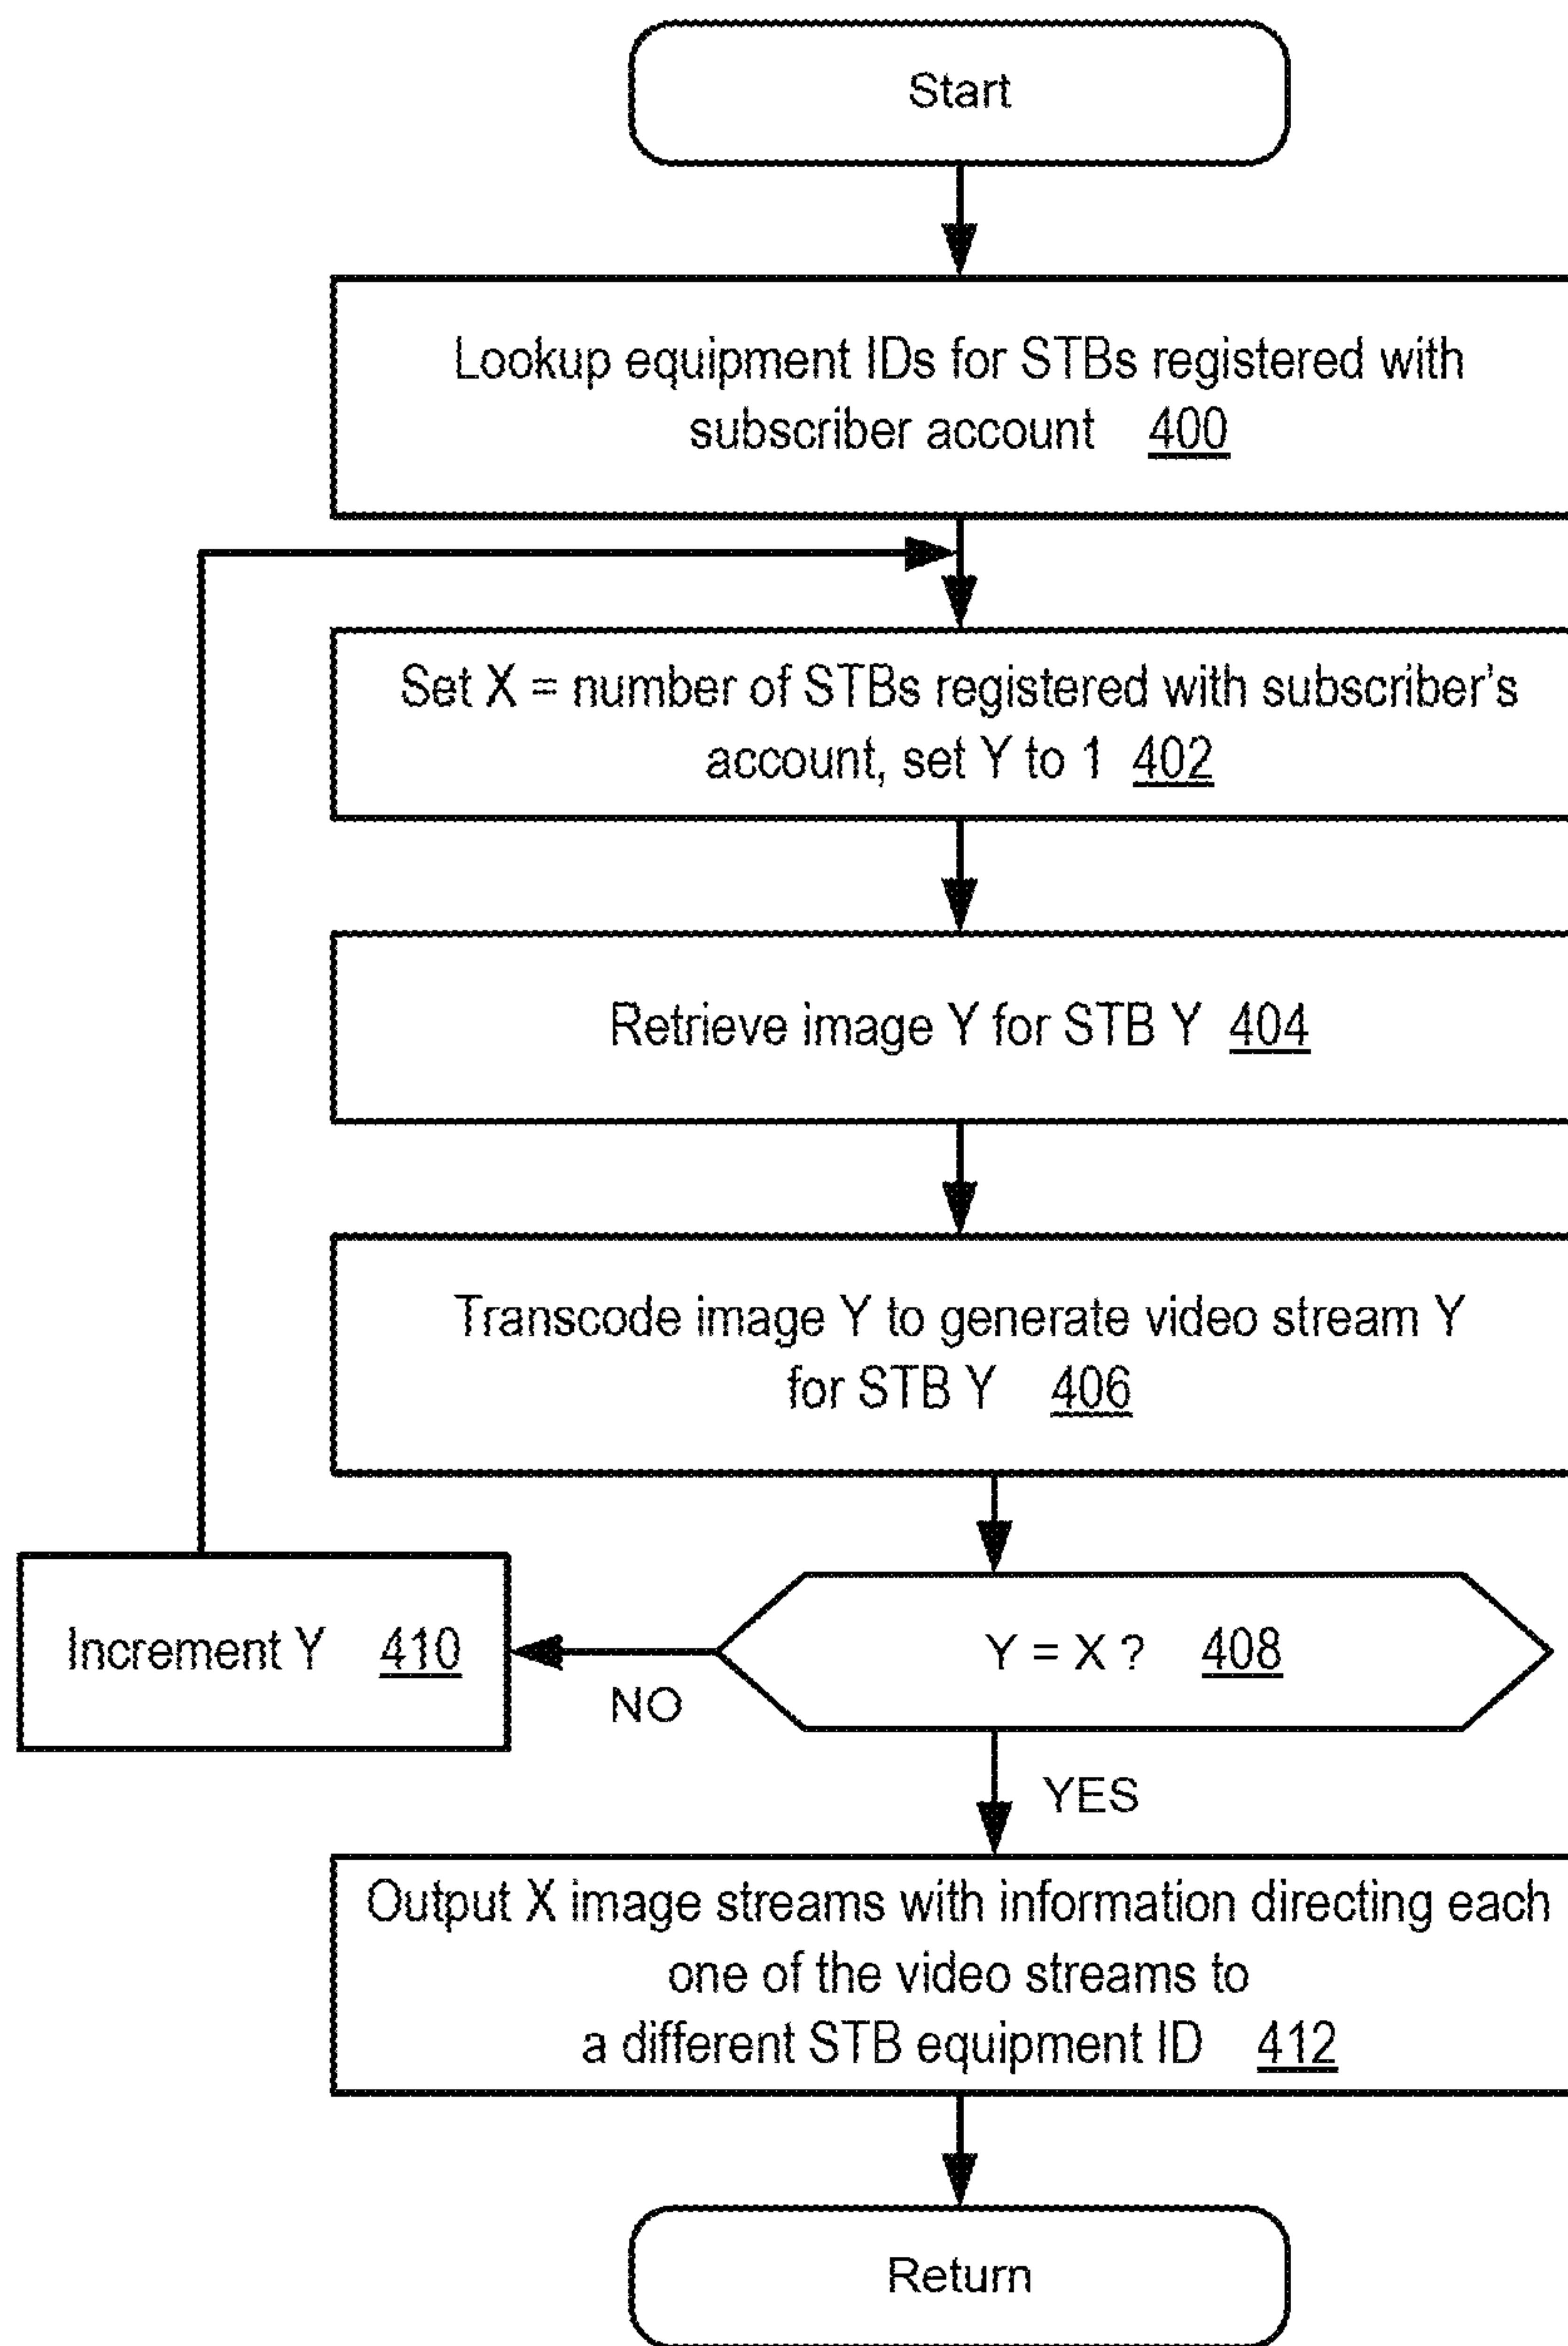 Start
Lookup equipment IDs for STBs registered with
subscriber account 400
Set X = number of STBs registered with subscriber's
account, set Y to 1 402
Retrieve image Y for STB Y 404
Transcode image Y to generate video stream Y
for STB Y 406
Increment Y 410
Y = X ? 408
NO
YES
Output X image streams with information directing each
one of the video streams to
a different STB equipment ID 412
Return